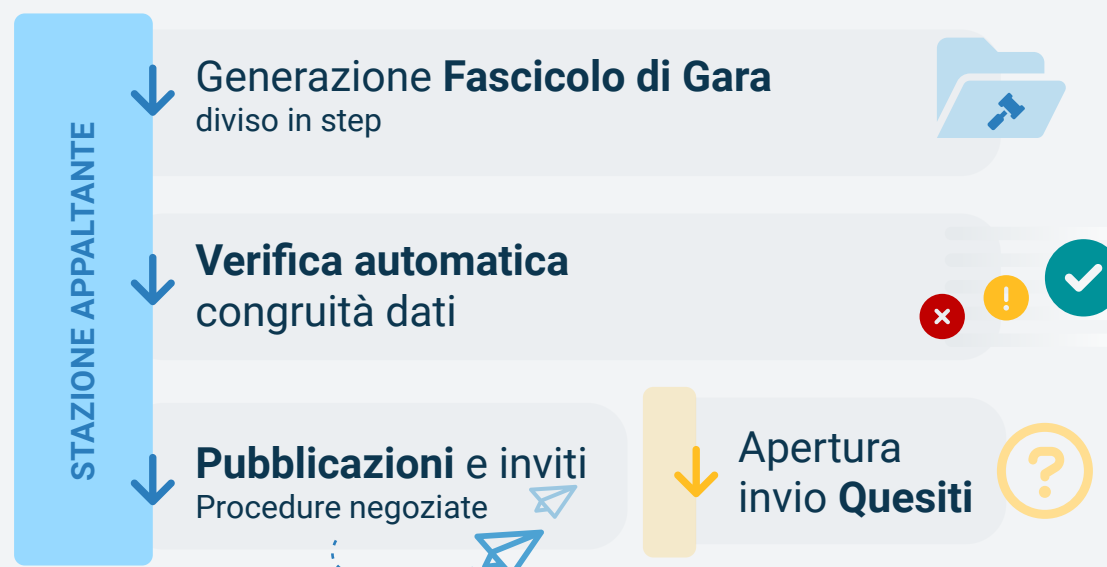 STAZIONE APPALTANTE
Generazione Fascicolo di Gara
diviso in step
Verifica automatica
congruità dati
Pubblicazioni e inviti
Procedure negoziate
Apertura
invio Quesiti